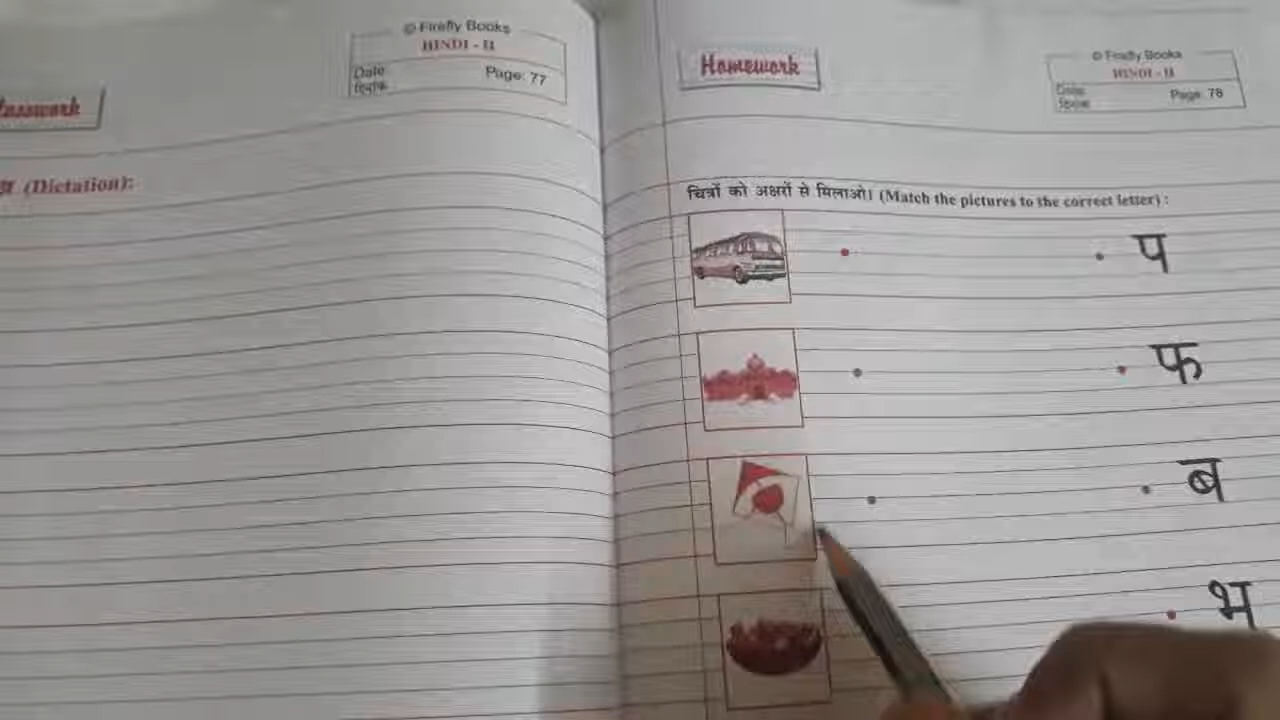 © Firefly Books
HINDI - II
Date
दिनांक
Page: 77
(Dictation):
Homework
© Firefly Books
HINDI - II
Date
दिनांक
Page: 78
चित्रों को अक्षरों से मिलाओ। (Match the pictures to the correct letter) :
प
फ
ब
भ